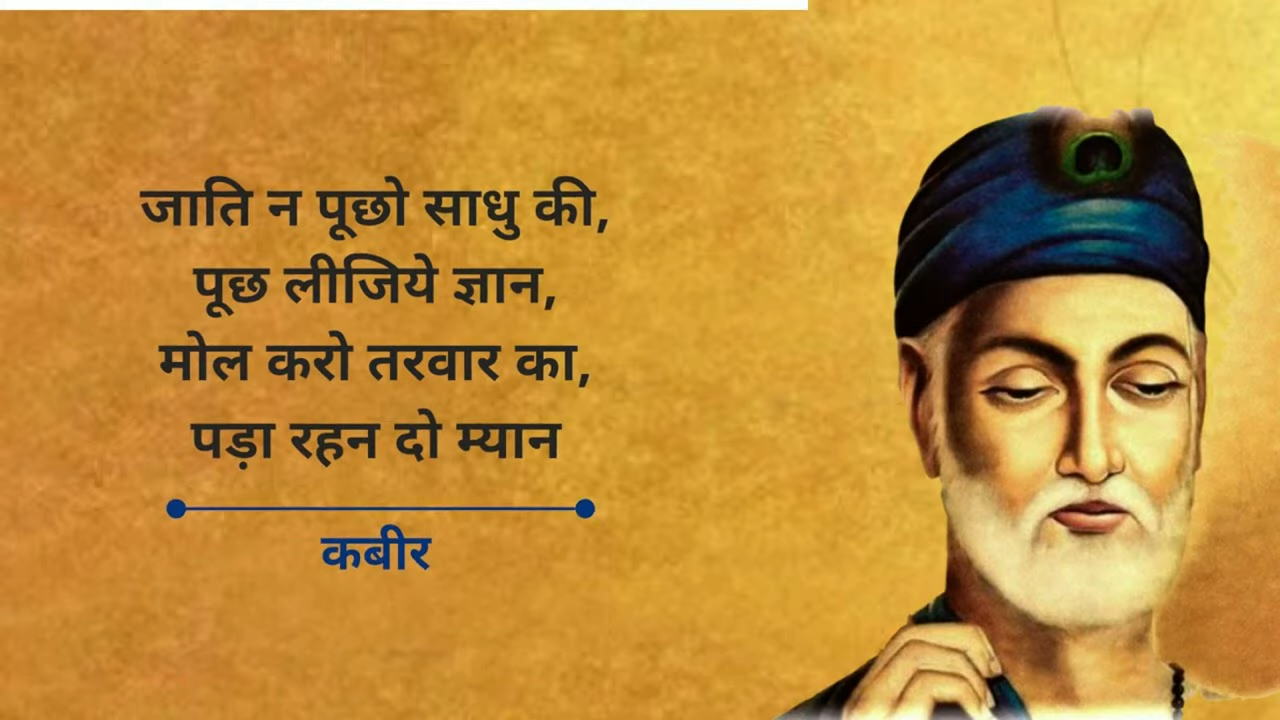 जाति न पूछो साधु की,
पूछ लीजिये ज्ञान,
मोल करो तरवार का,
पड़ा रहन दो म्यान
कबीर